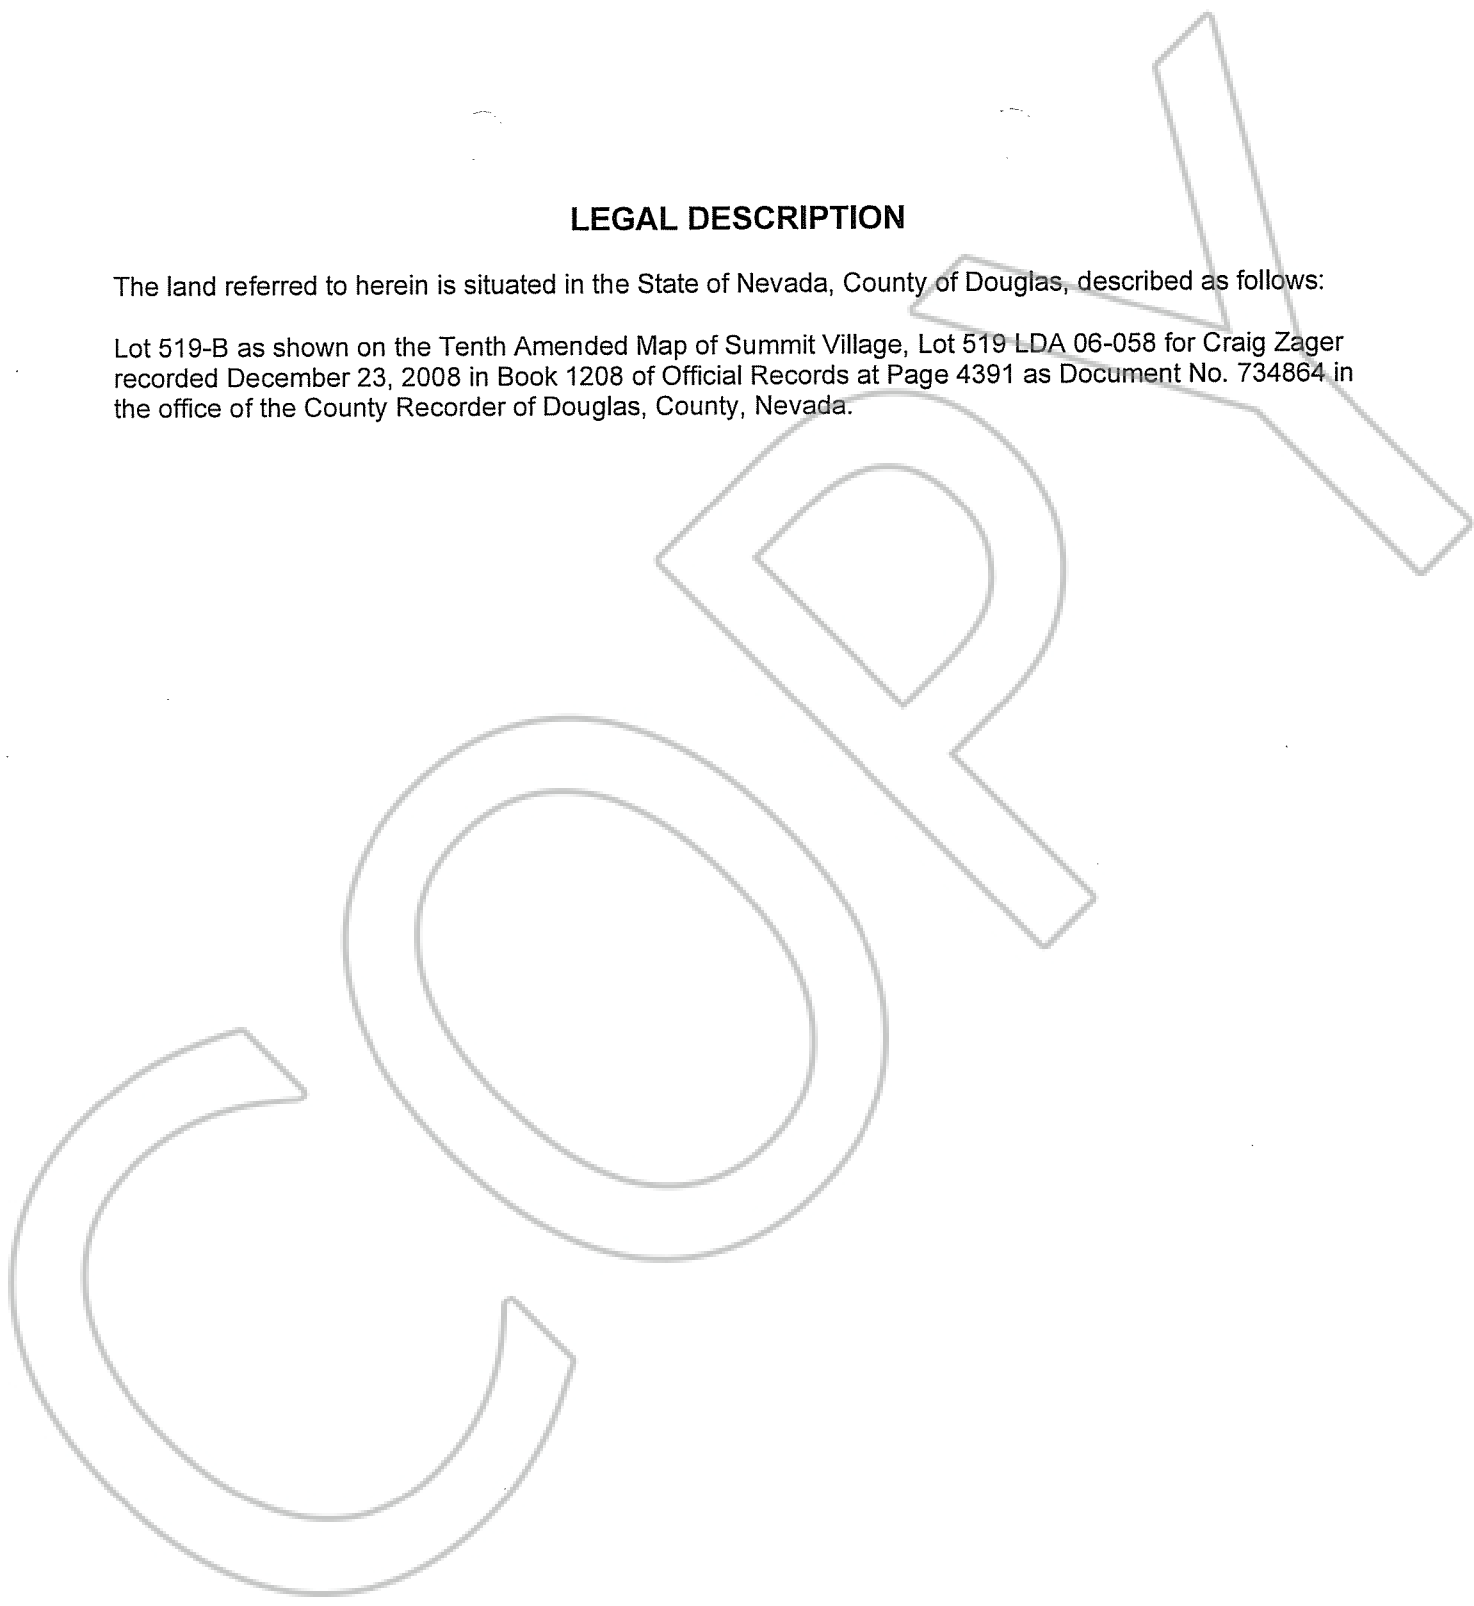 LEGAL DESCRIPTION
The land referred to herein is situated in the State of Nevada, County of Douglas, described as follows:
Lot 519-B as shown on the Tenth Amended Map of Summit Village, Lot 519 LDA 06-058 for Craig Zager
recorded December 23, 2008 in Book 1208 of Official Records at Page 4391 as Document No. 734864 in
the office of the County Recorder of Douglas, County, Nevada.
COPY